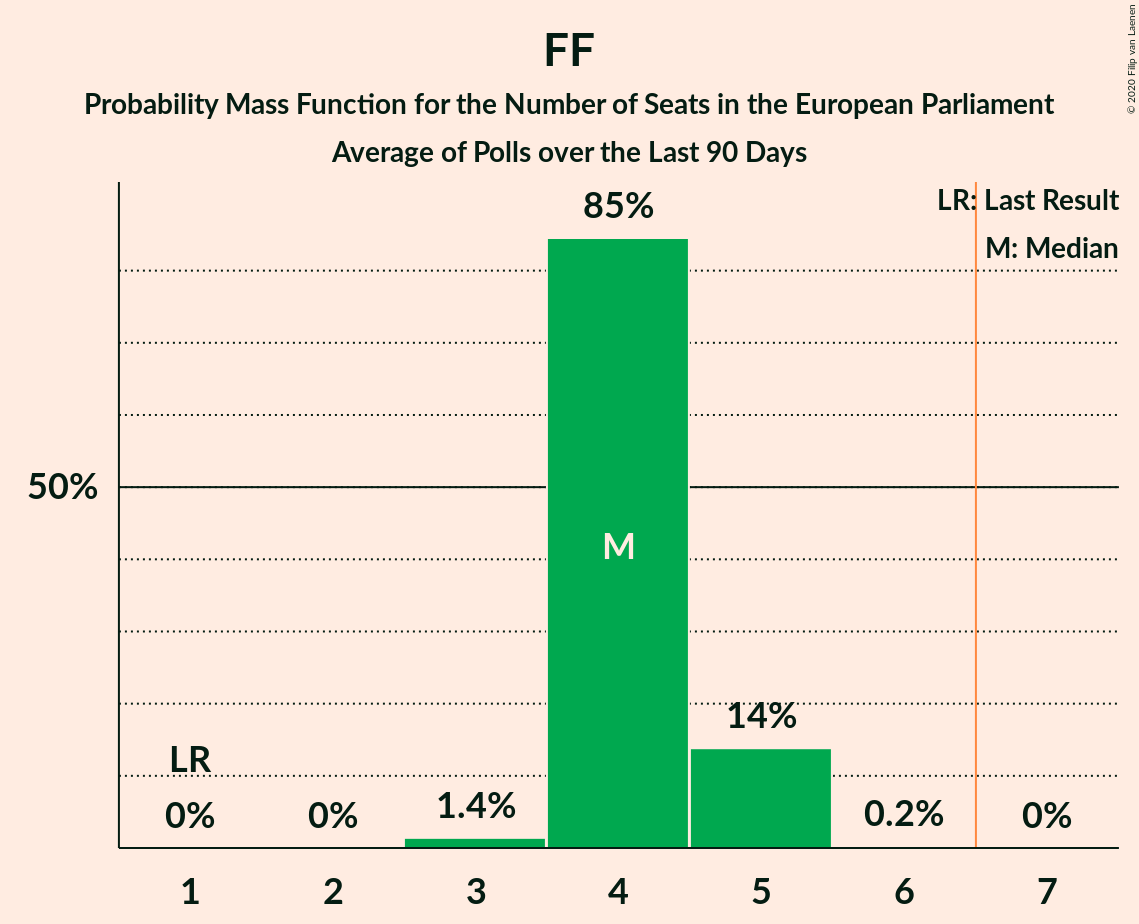 FF
Probability Mass Function for the Number of Seats in the European Parliament
Average of Polls over the Last 90 Days
© 2020 Filip van Laenen
LR: Last Result
M: Median
85%
50%
M
14%
LR
0%
0%
1.4%
0.2%
0%
1 2 3 4 5 6 7